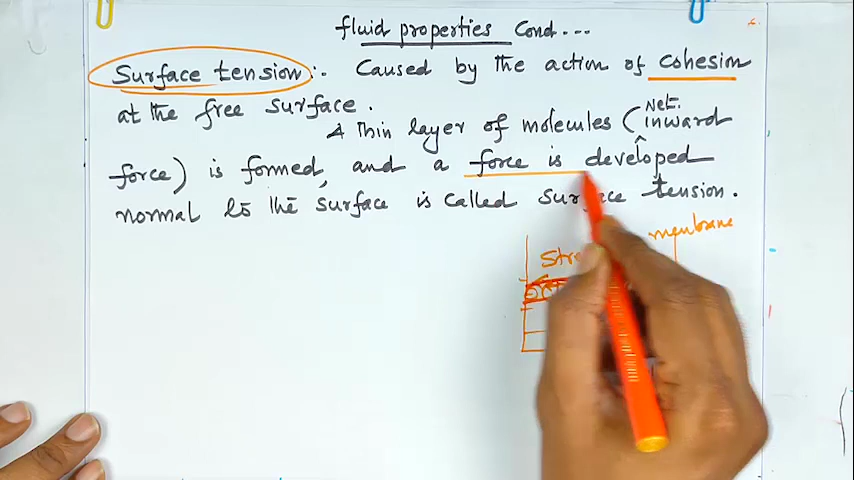 fluid properties Cond...
Surface tension:. Caused by the action of cohesion
at the free surface.
A thin layer of molecules (Net inward
force) is formed, and a force is developed
normal to the surface is called surface tension.
membrane